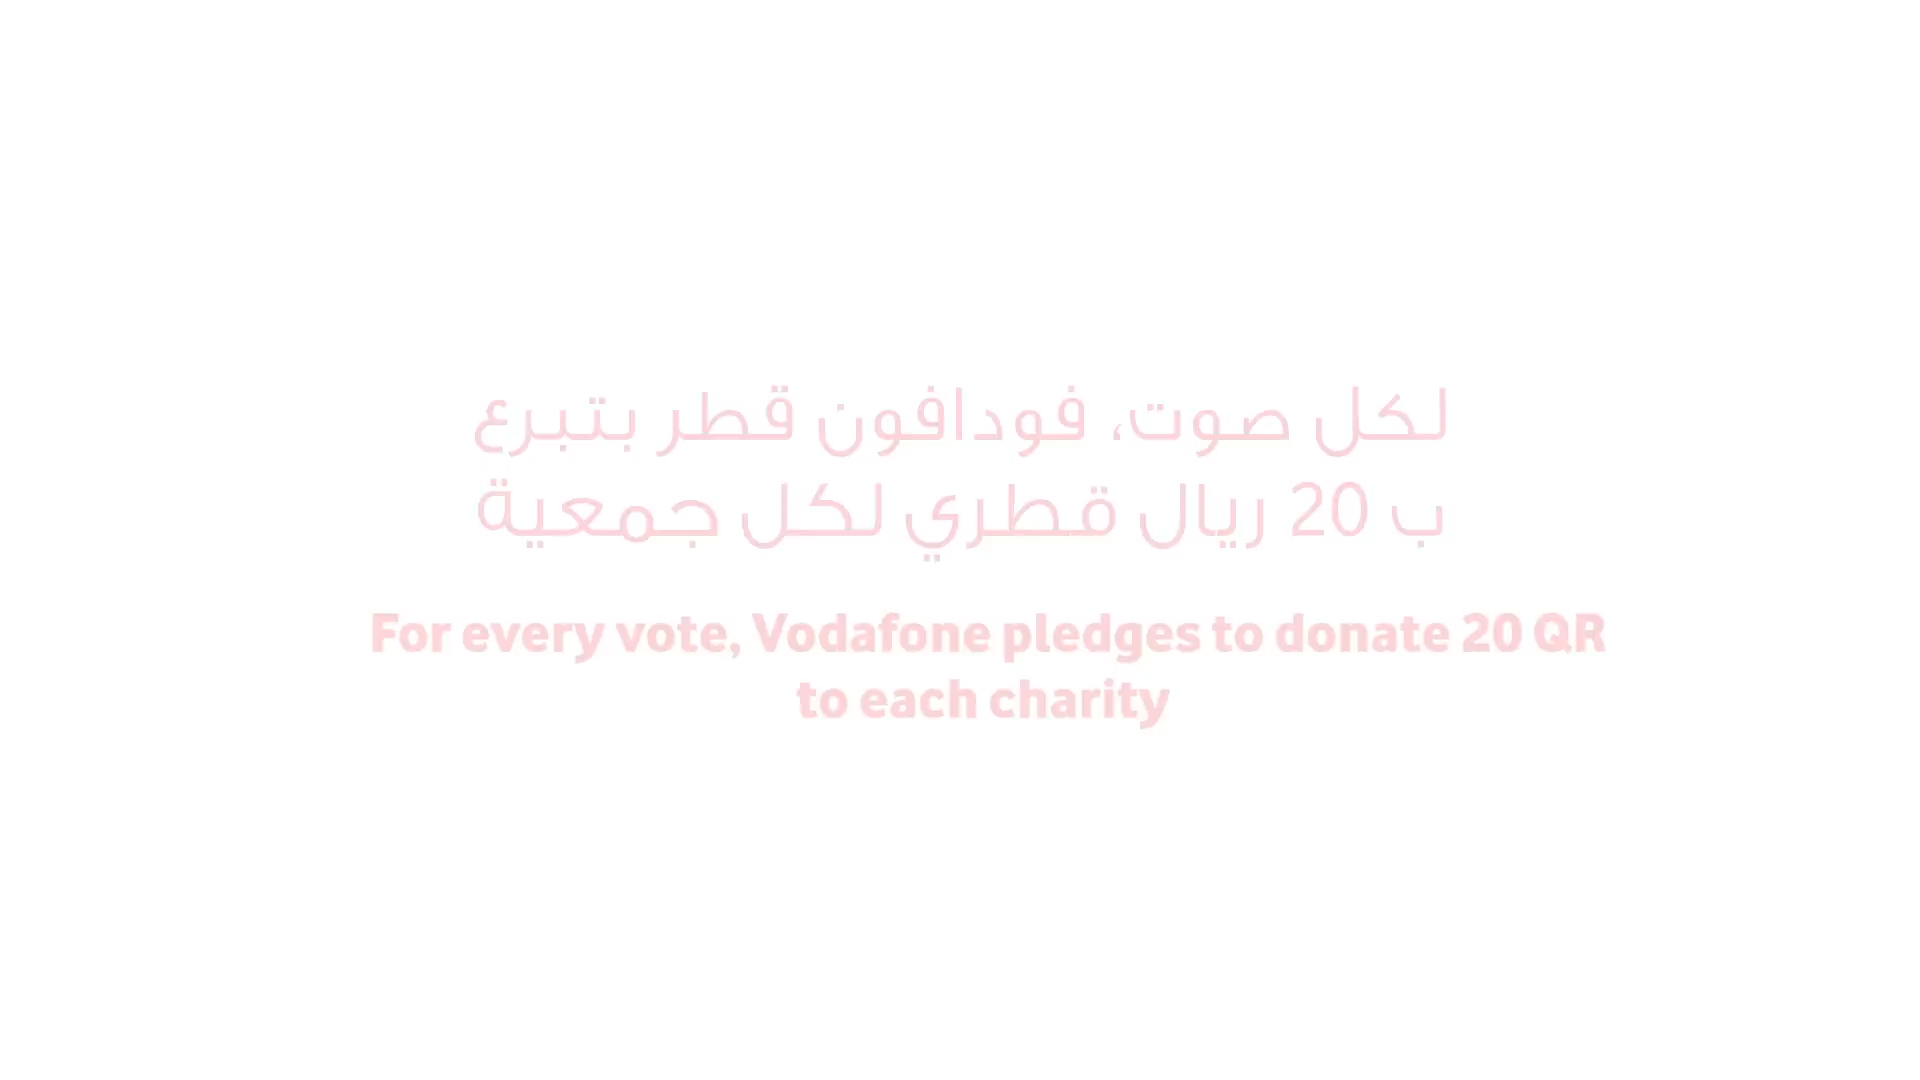 لكل صوت، فودافون قطر بتبرع
ب 20 ريال قطري لكل جمعية
For every vote, Vodafone pledges to donate 20 QR
to each charity